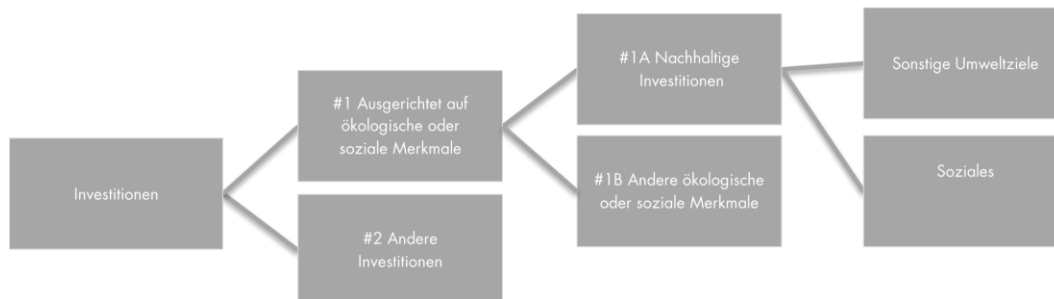 Investitionen
#1 Ausgerichtet auf
ökologische oder
soziale Merkmale
#2 Andere
Investitionen
#1A Nachhaltige
Investitionen
#1B Andere ökologische
oder soziale Merkmale
Sonstige Umweltziele
Soziales